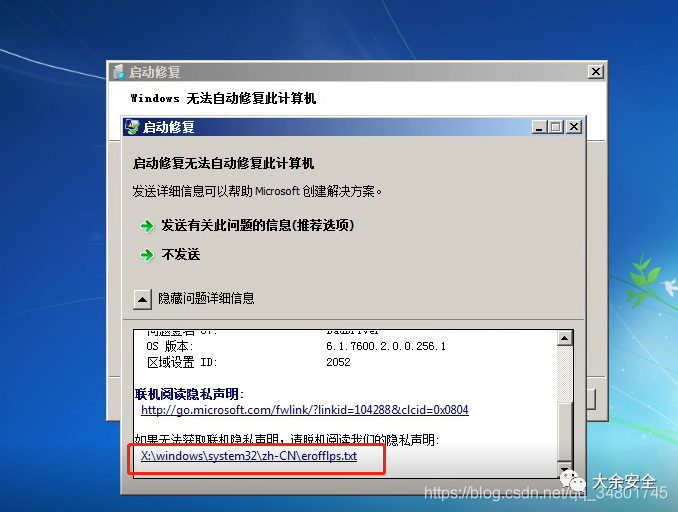 启动修复
Windows 无法自动修复此计算机
启动修复
启动修复无法自动修复此计算机
发送详细信息可以帮助 Microsoft 创建解决方案。
发送有关此问题的信息(推荐选项)
不发送
隐藏问题详细信息
OS 版本: 6.1.7600.2.0.0.256.1
区域设置 ID: 2052
联机阅读隐私声明:
http://go.microsoft.com/fwlink/?linkid=104288&clcid=0x0804
如果无法获取联机隐私声明，请脱机阅读我们的隐私声明:
X:\windows\system32\zh-CN\erofflps.txt
大余安全
https://blog.csdn.net/qq_34801745